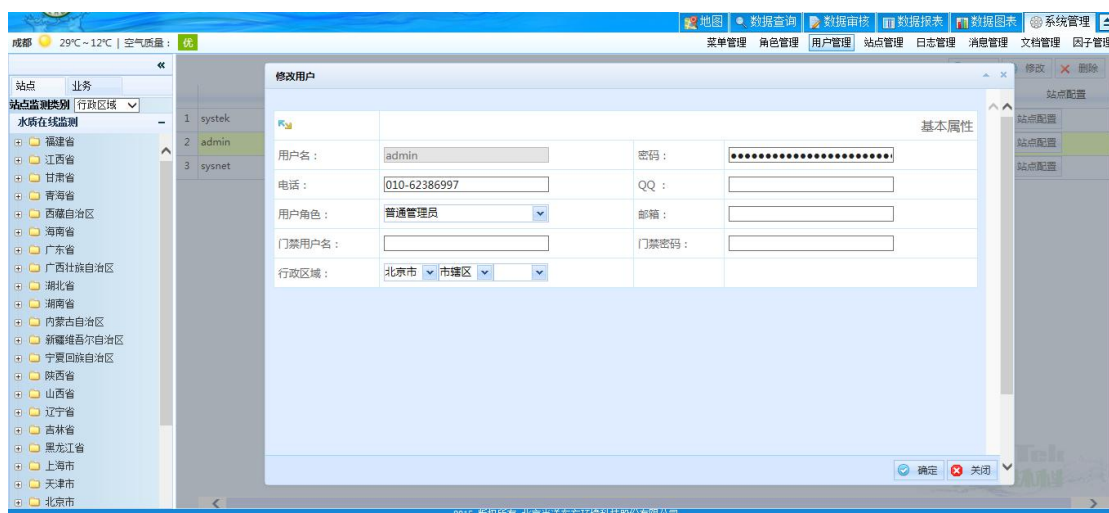 地图 数据查询 数据审核 数据报表 数据图表 系统管理
成都 29℃~12℃ | 空气质量： 优
菜单管理 角色管理 用户管理 站点管理 日志管理 消息管理 文档管理 因子管理
«
站点 业务
站点监测类别 行政区域
水质在线监测
福建省
江西省
甘肃省
青海省
西藏自治区
海南省
广东省
广西壮族自治区
湖北省
湖南省
内蒙古自治区
新疆维吾尔自治区
宁夏回族自治区
陕西省
山西省
辽宁省
吉林省
黑龙江省
上海市
天津市
北京市
修改 删除
站点配置
1 systek 站点配置
2 admin 站点配置
3 sysnet 站点配置
修改用户
基本属性
用户名： admin 密码： ••••••••••••••••••••••••
电话： 010-62386997 QQ：
用户角色： 普通管理员 邮箱：
门禁用户名： 门禁密码：
行政区域： 北京市 市辖区
确定 关闭